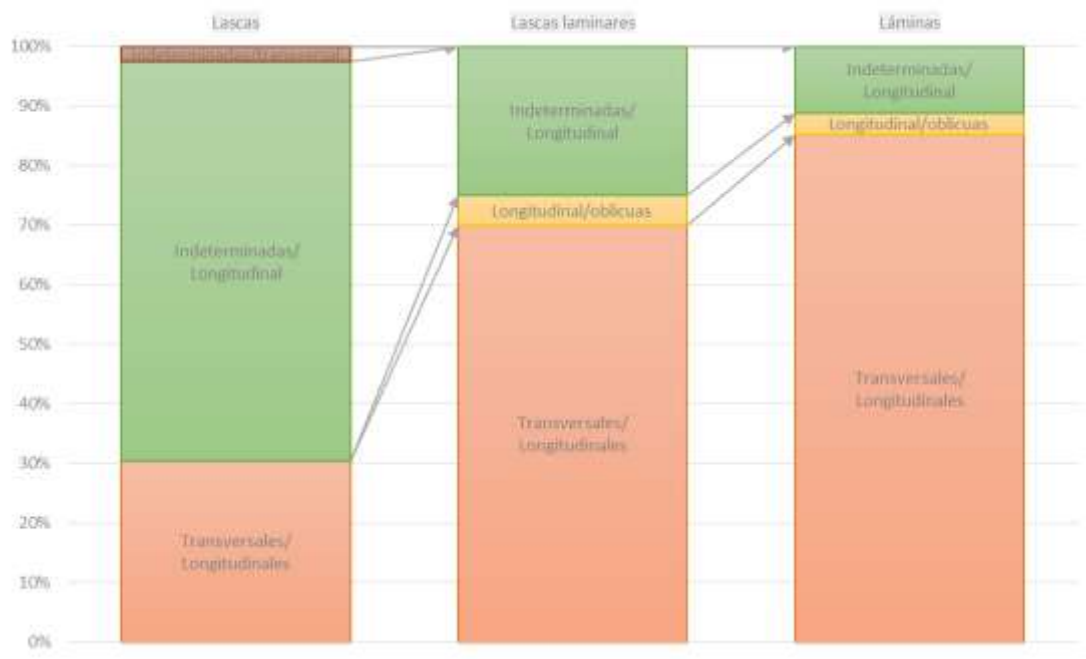 Lascas
Lascas laminares
Láminas
100%
90%
80%
70%
60%
50%
40%
30%
20%
10%
0%
Indeterminadas/
Longitudinal
Transversales/
Longitudinales
Indeterminadas/
Longitudinal
Longitudinal/oblicuas
Transversales/
Longitudinales
Indeterminadas/
Longitudinal
Longitudinal/oblicuas
Transversales/
Longitudinales